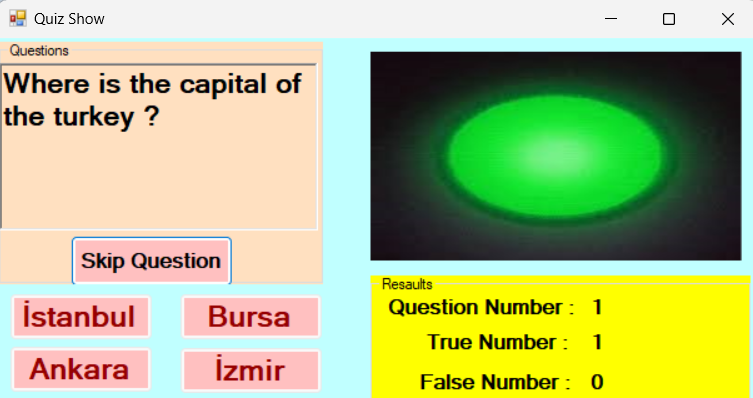 Quiz Show
Questions
Where is the capital of
the turkey ?
Skip Question
İstanbul
Bursa
Ankara
İzmir
Resaults
Question Number : 1
True Number : 1
False Number : 0